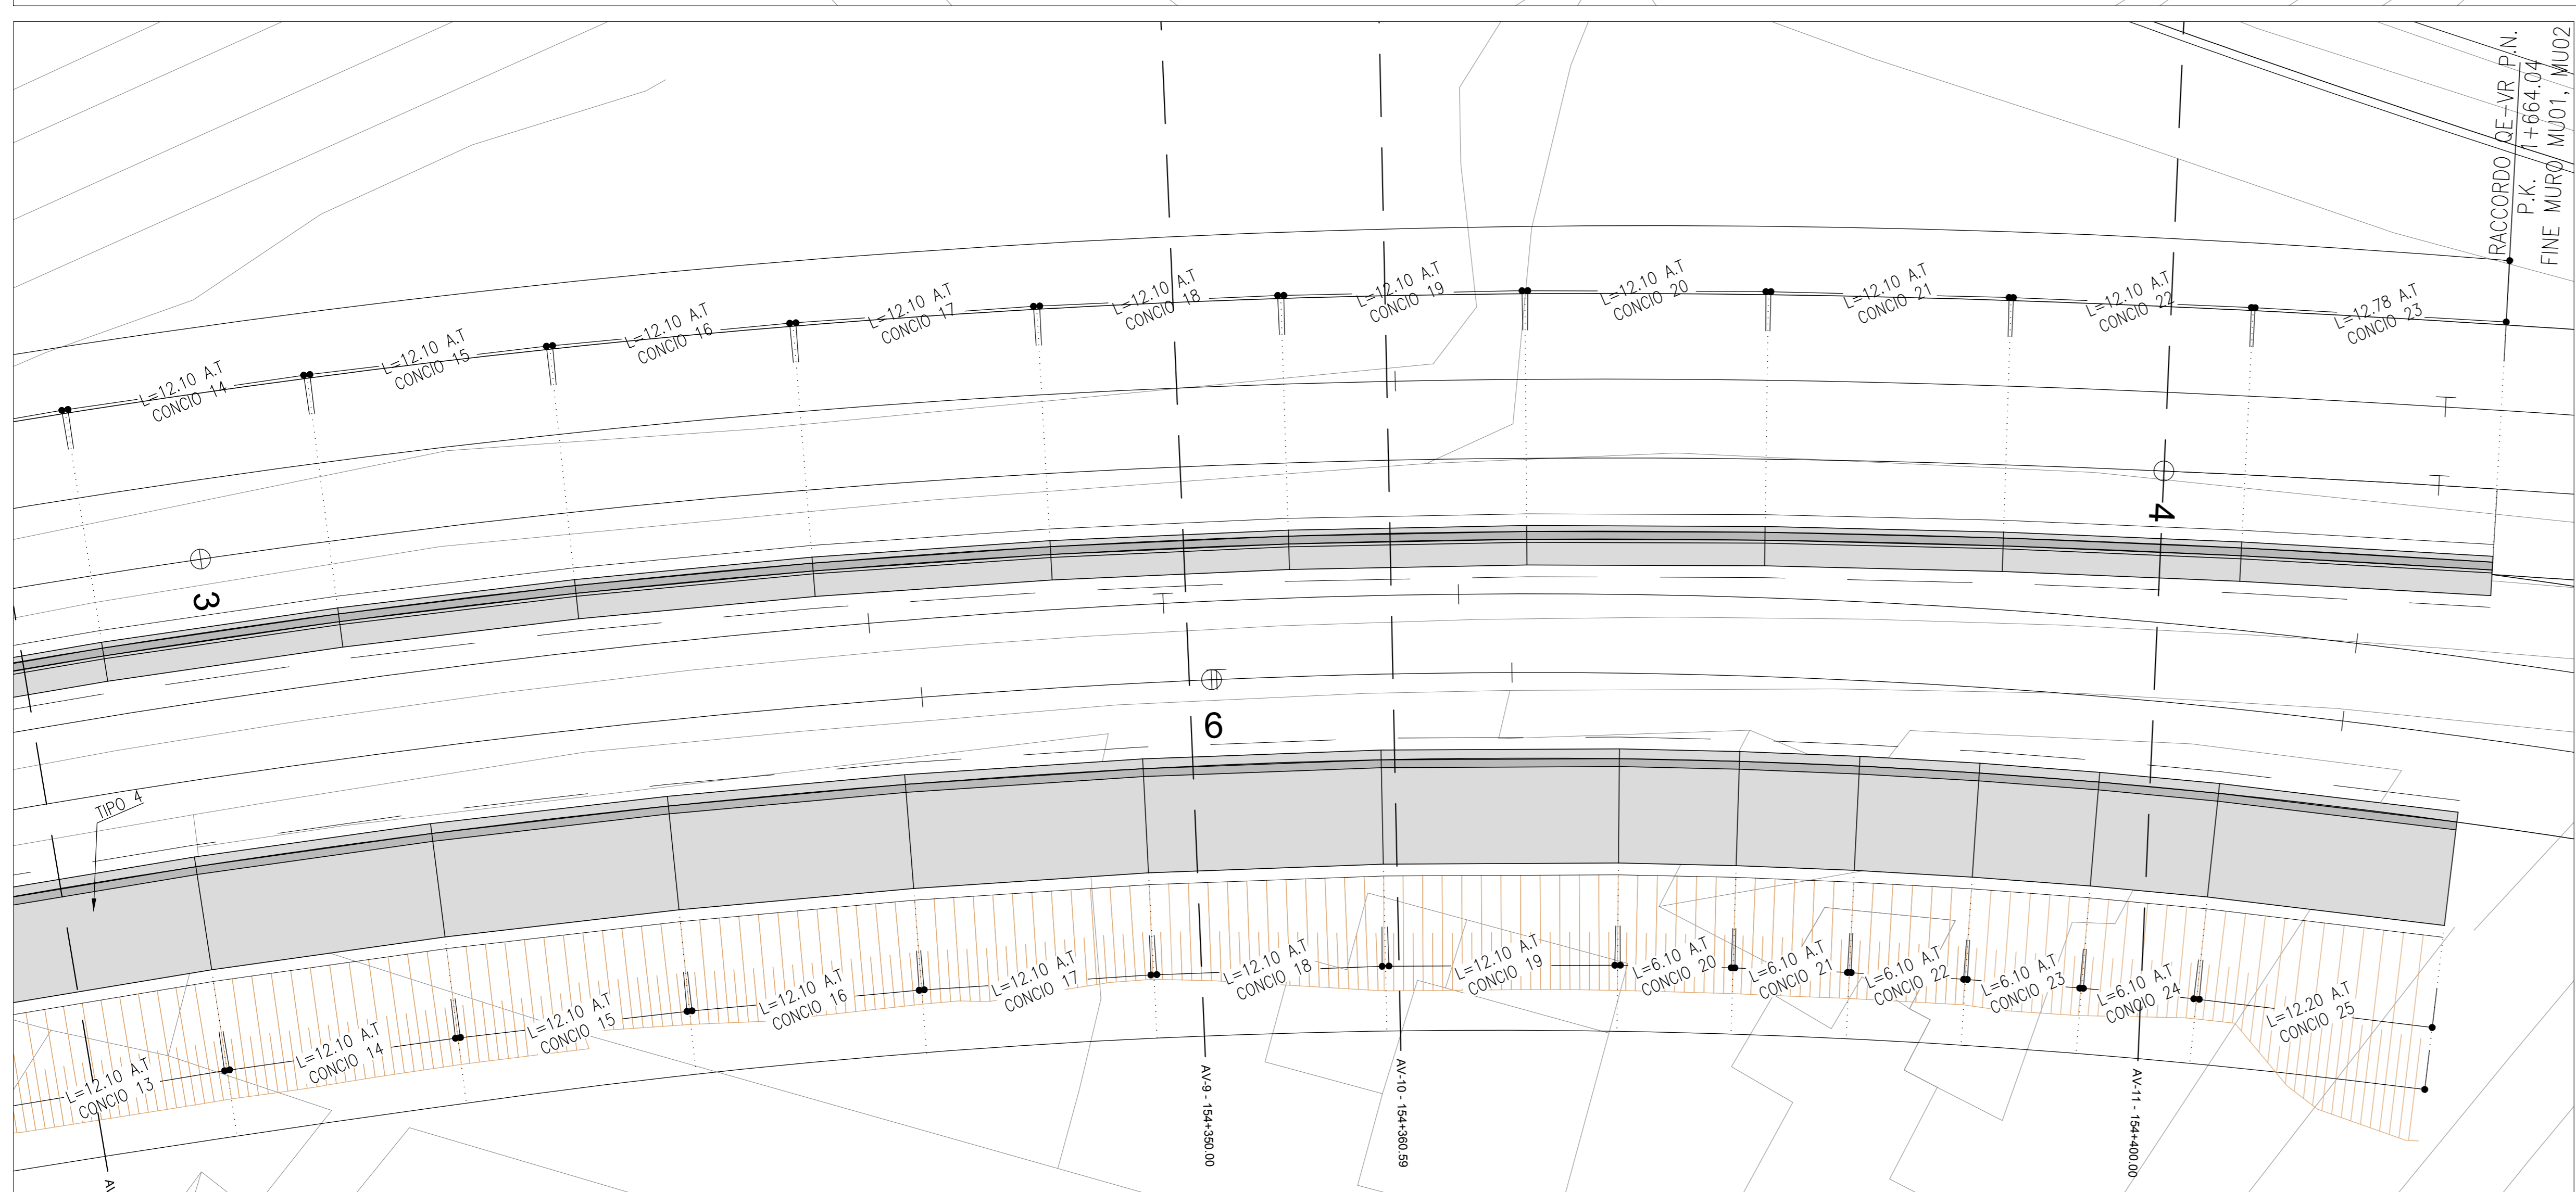 RACCORDO QE-VR P.N.
P.K. 1+664.04
FINE MURO MU01, MU02
L=12.10 A.T
CONCIO 14
L=12.10 A.T
CONCIO 15
L=12.10 A.T
CONCIO 16
L=12.10 A.T
CONCIO 17
L=12.10 A.T
CONCIO 18
L=12.10 A.T
CONCIO 19
L=12.10 A.T
CONCIO 20
L=12.10 A.T
CONCIO 21
L=12.10 A.T
CONCIO 22
L=12.78 A.T
CONCIO 23
3
4
6
TIPO 4
L=12.10 A.T
CONCIO 13
L=12.10 A.T
CONCIO 14
L=12.10 A.T
CONCIO 15
L=12.10 A.T
CONCIO 16
L=12.10 A.T
CONCIO 17
L=12.10 A.T
CONCIO 18
L=12.10 A.T
CONCIO 19
L=6.10 A.T
CONCIO 20
L=6.10 A.T
CONCIO 21
L=6.10 A.T
CONCIO 22
L=6.10 A.T
CONCIO 23
L=6.10 A.T
CONCIO 24
L=12.20 A.T
CONCIO 25
AV-9 - 154+350.00
AV-10 - 154+360.59
AV-11 - 154+400.00